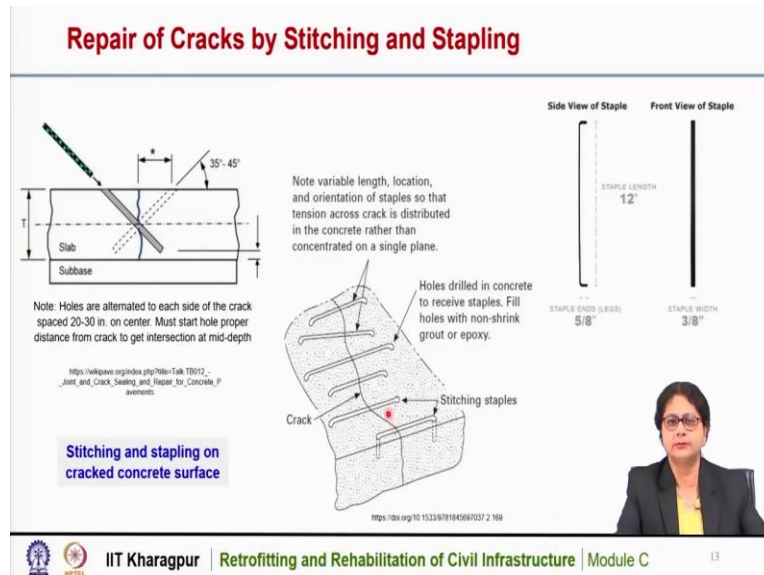 Repair of Cracks by Stitching and Stapling
*
35°- 45°
T
Slab
Subbase
Note: Holes are alternated to each side of the crack
spaced 20-30 in. on center. Must start hole proper
distance from crack to get intersection at mid-depth
https://wikipave.org/index.php?title=Talk:TB012_-
_Joint_and_Crack_Sealing_and_Repair_for_Concrete_P
avements
Stitching and stapling on
cracked concrete surface
Note variable length, location,
and orientation of staples so that
tension across crack is distributed
in the concrete rather than
concentrated on a single plane.
Holes drilled in concrete
to receive staples. Fill
holes with non-shrink
grout or epoxy.
Crack
Stitching staples
https://doi.org/10.1533/9781845697037.2.169
Side View of Staple
Front View of Staple
STAPLE LENGTH
12"
STAPLE ENDS (LEGS)
5/8"
STAPLE WIDTH
3/8"
NPTEL
IIT Kharagpur
Retrofitting and Rehabilitation of Civil Infrastructure
Module C
13